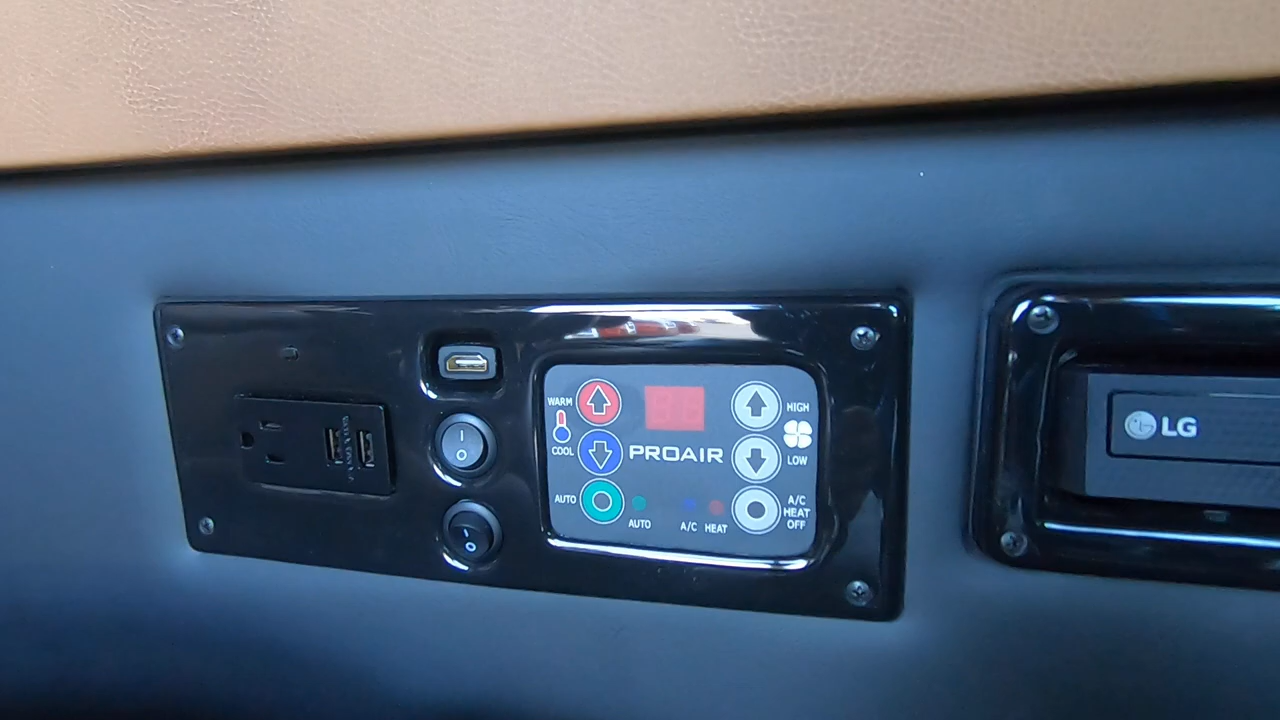 WARM
COOL
AUTO
PROAIR
AUTO
A/C HEAT
HIGH
LOW
A/C
HEAT
OFF
LG